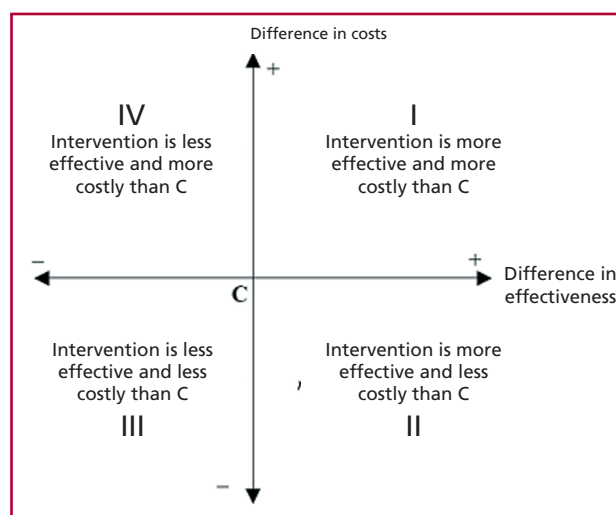 Difference in costs
+
IV
Intervention is less
effective and more
costly than C
I
Intervention is more
effective and more
costly than C
–
+
Difference in
effectiveness
C
Intervention is less
effective and less
costly than C
III
Intervention is more
effective and less
costly than C
,
II
–